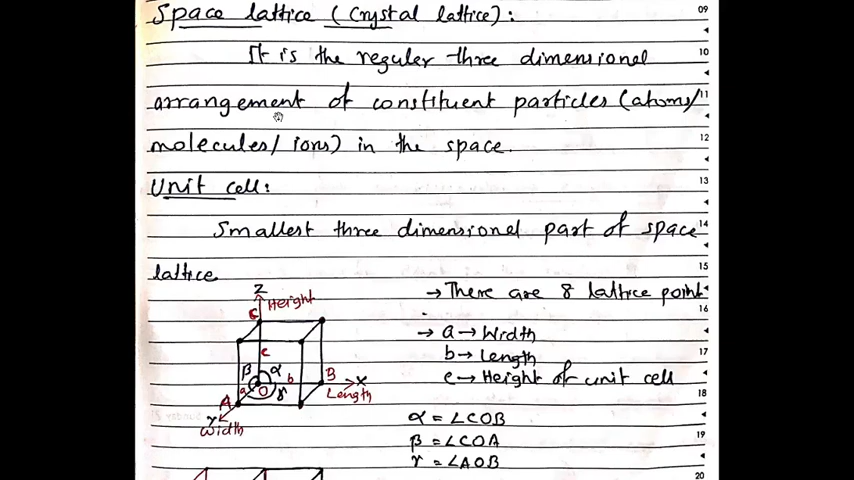 Space lattice (Crystal lattice):
It is the regular three dimensional
arrangement of constituent particles (atoms/
molecules/ ions) in the space.
Unit cell:
Smallest three dimensional part of space
lattice
→ There are 8 lattice point
→ a → Width
b → Length
c → Height of unit cell
α = ∠COB
β = ∠COA
γ = ∠AOB
Z
Height
C
c
β α
a b B X
O γ
A
Length
Y
Width
09
10
11
12
13
14
15
16
17
18
19
20